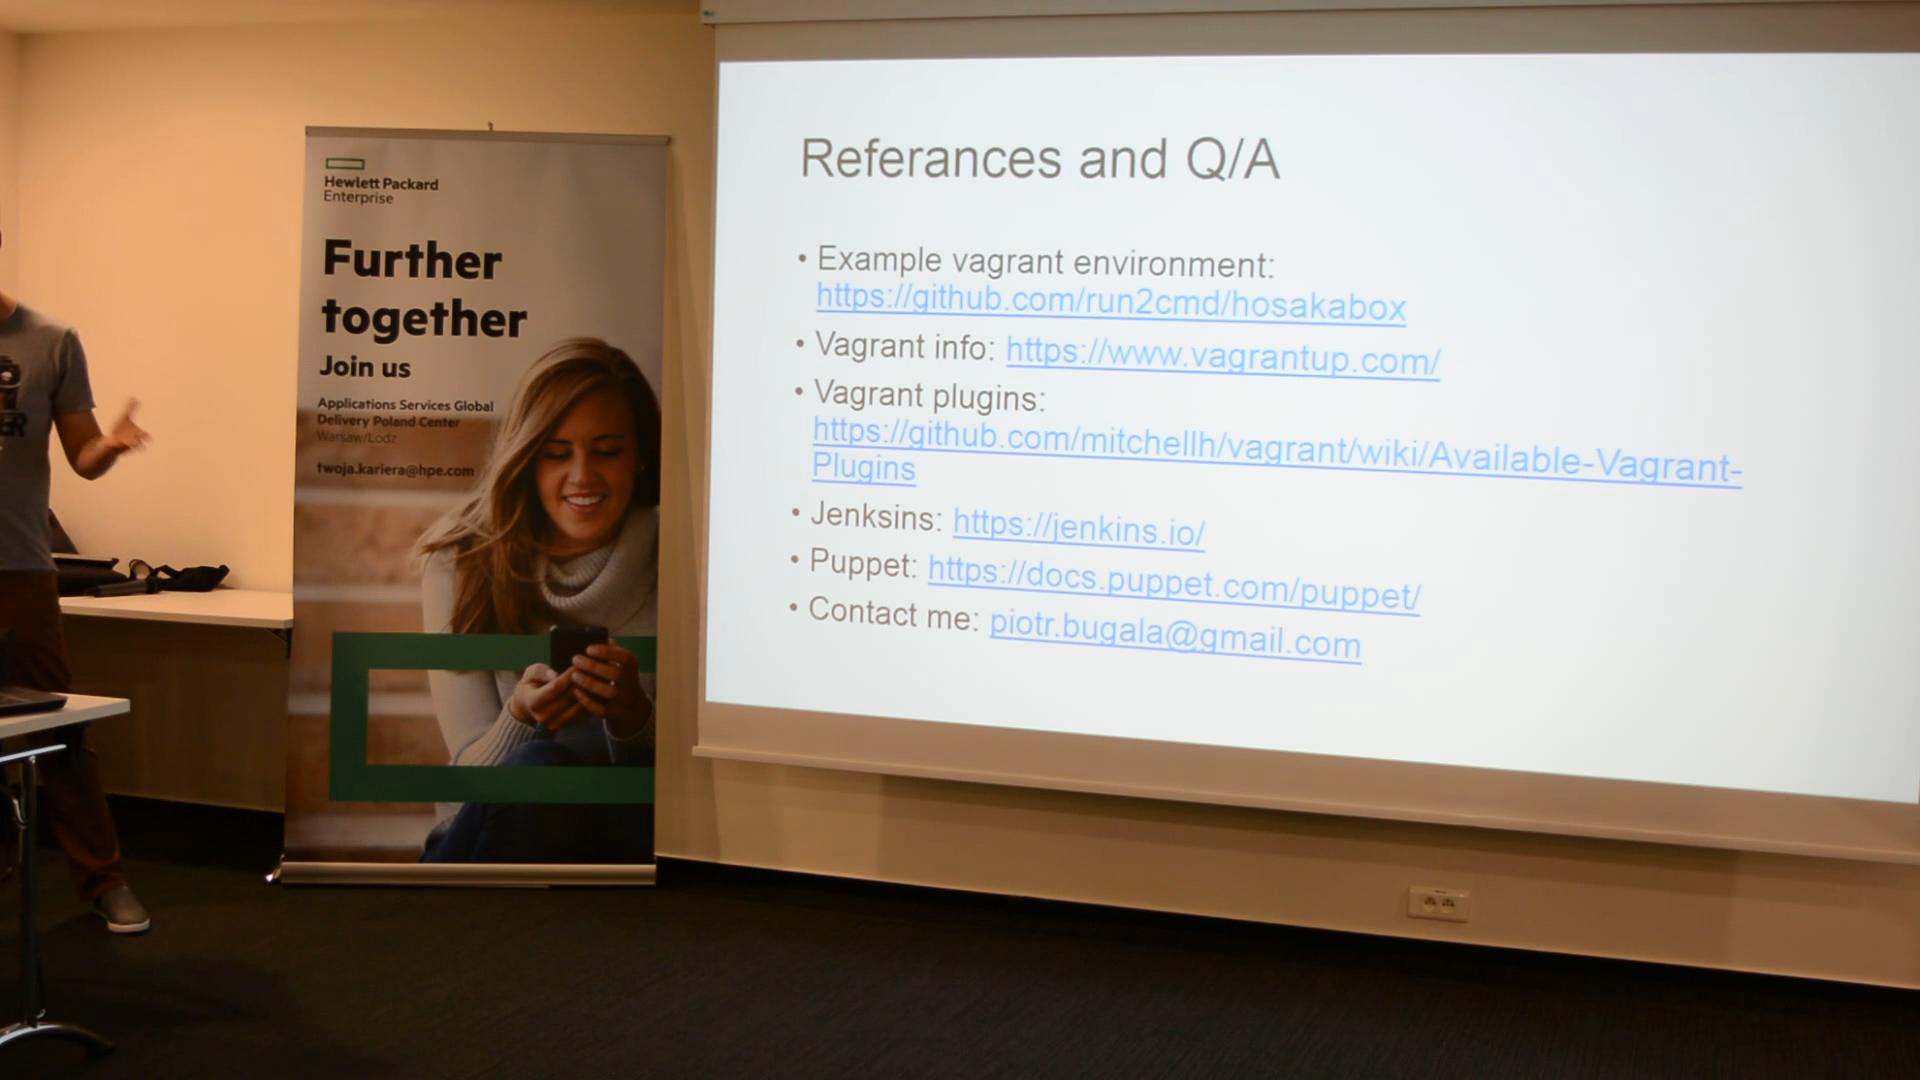 Hewlett Packard
Enterprise
Further
together
Join us
Applications Services Global
Delivery Poland Center
Warsaw/Lodz
twoja.kariera@hpe.com
Referances and Q/A
• Example vagrant environment:
https://github.com/run2cmd/hosakabox
• Vagrant info: https://www.vagrantup.com/
• Vagrant plugins:
https://github.com/mitchellh/vagrant/wiki/Available-Vagrant-
Plugins
• Jenksins: https://jenkins.io/
• Puppet: https://docs.puppet.com/puppet/
• Contact me: piotr.bugala@gmail.com